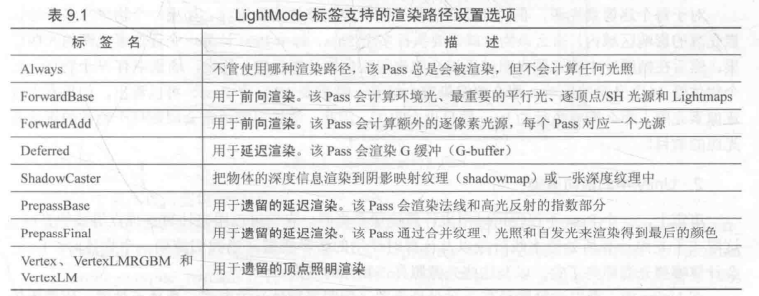 表 9.1 LightMode 标签支持的渲染路径设置选项
标 签 名 描 述
Always 不管使用哪种渲染路径，该 Pass 总是会被渲染，但不会计算任何光照
ForwardBase 用于前向渲染。该 Pass 会计算环境光、最重要的平行光、逐顶点/SH 光源和 Lightmaps
ForwardAdd 用于前向渲染。该 Pass 会计算额外的逐像素光源，每个 Pass 对应一个光源
Deferred 用于延迟渲染。该 Pass 会渲染 G 缓冲（G-buffer）
ShadowCaster 把物体的深度信息渲染到阴影映射纹理（shadowmap）或一张深度纹理中
PrepassBase 用于遗留的延迟渲染。该 Pass 会渲染法线和高光反射的指数部分
PrepassFinal 用于遗留的延迟渲染。该 Pass 通过合并纹理、光照和自发光来渲染得到最后的颜色
Vertex、VertexLMRGBM 和
VertexLM 用于遗留的顶点照明渲染